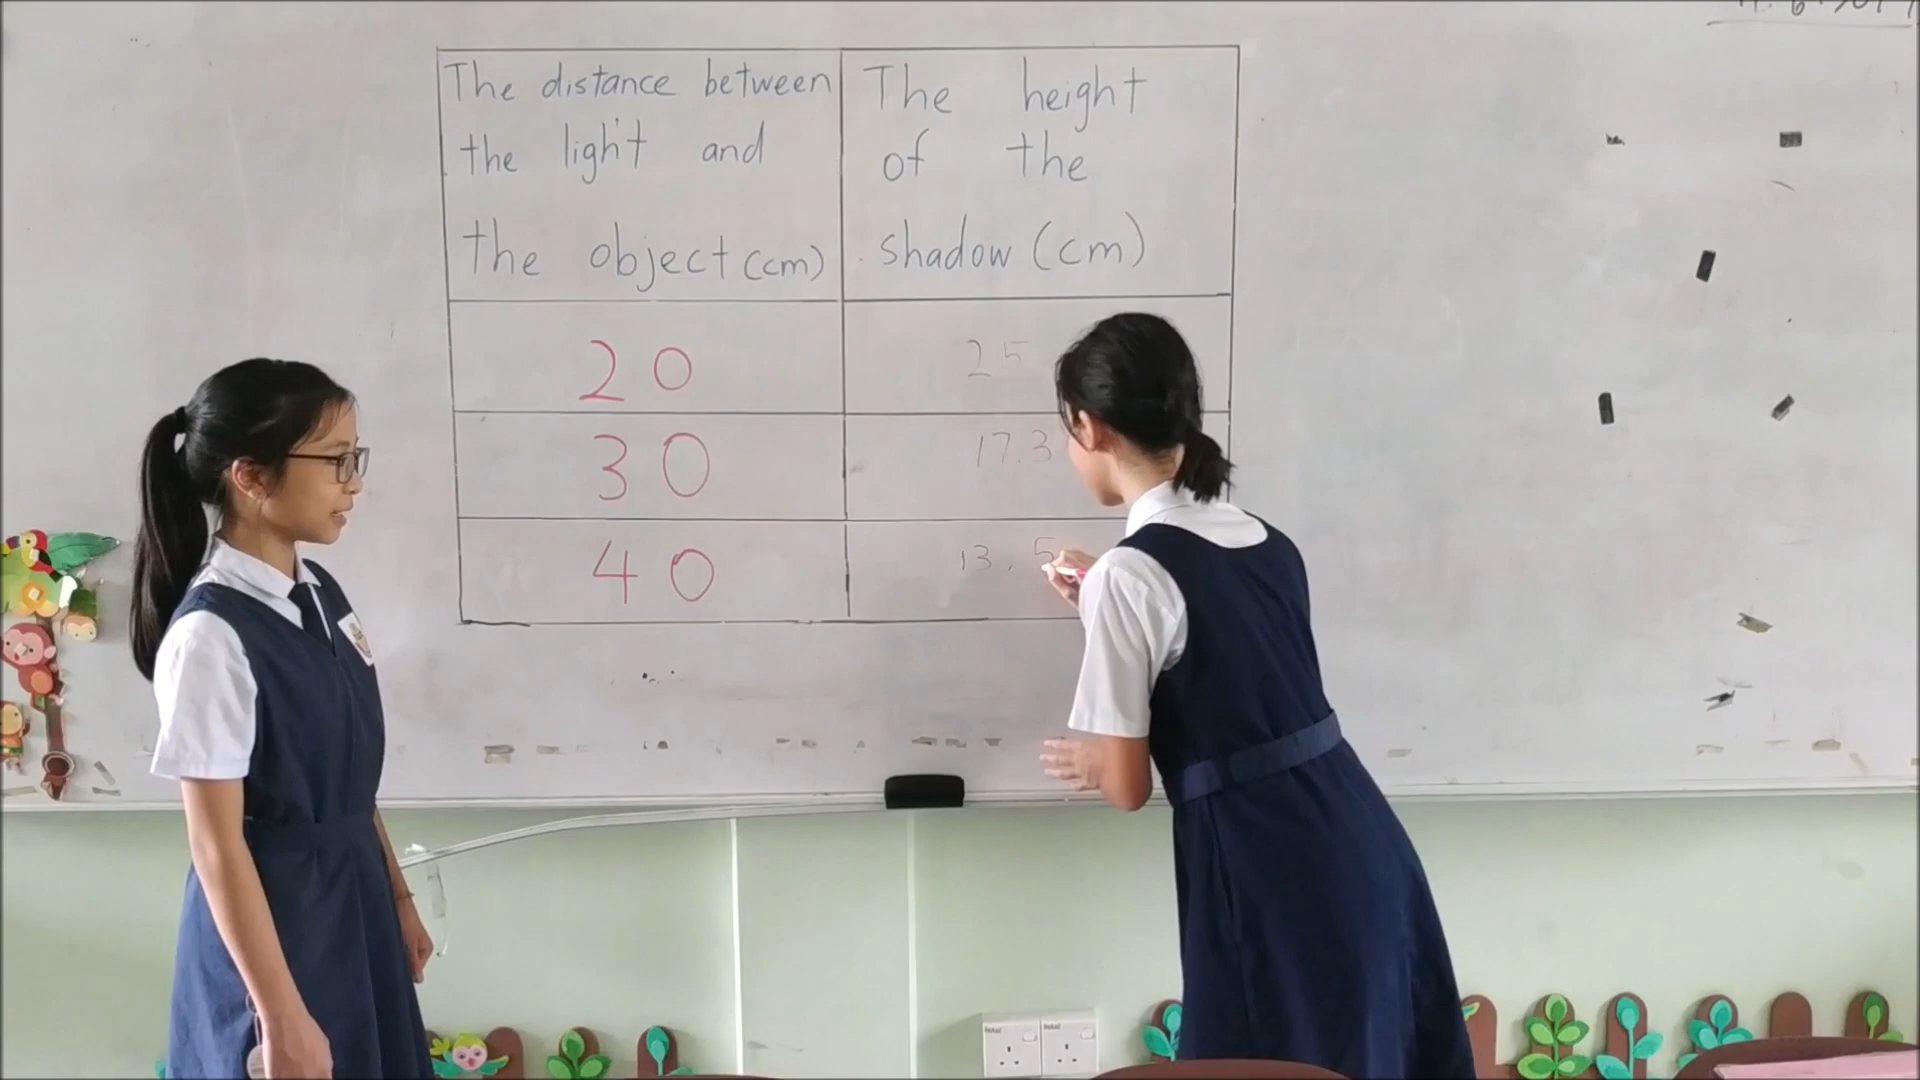 The distance between
the light and
the object (cm)
The height
of the
shadow (cm)
20
25
30
17.3
40
13.5